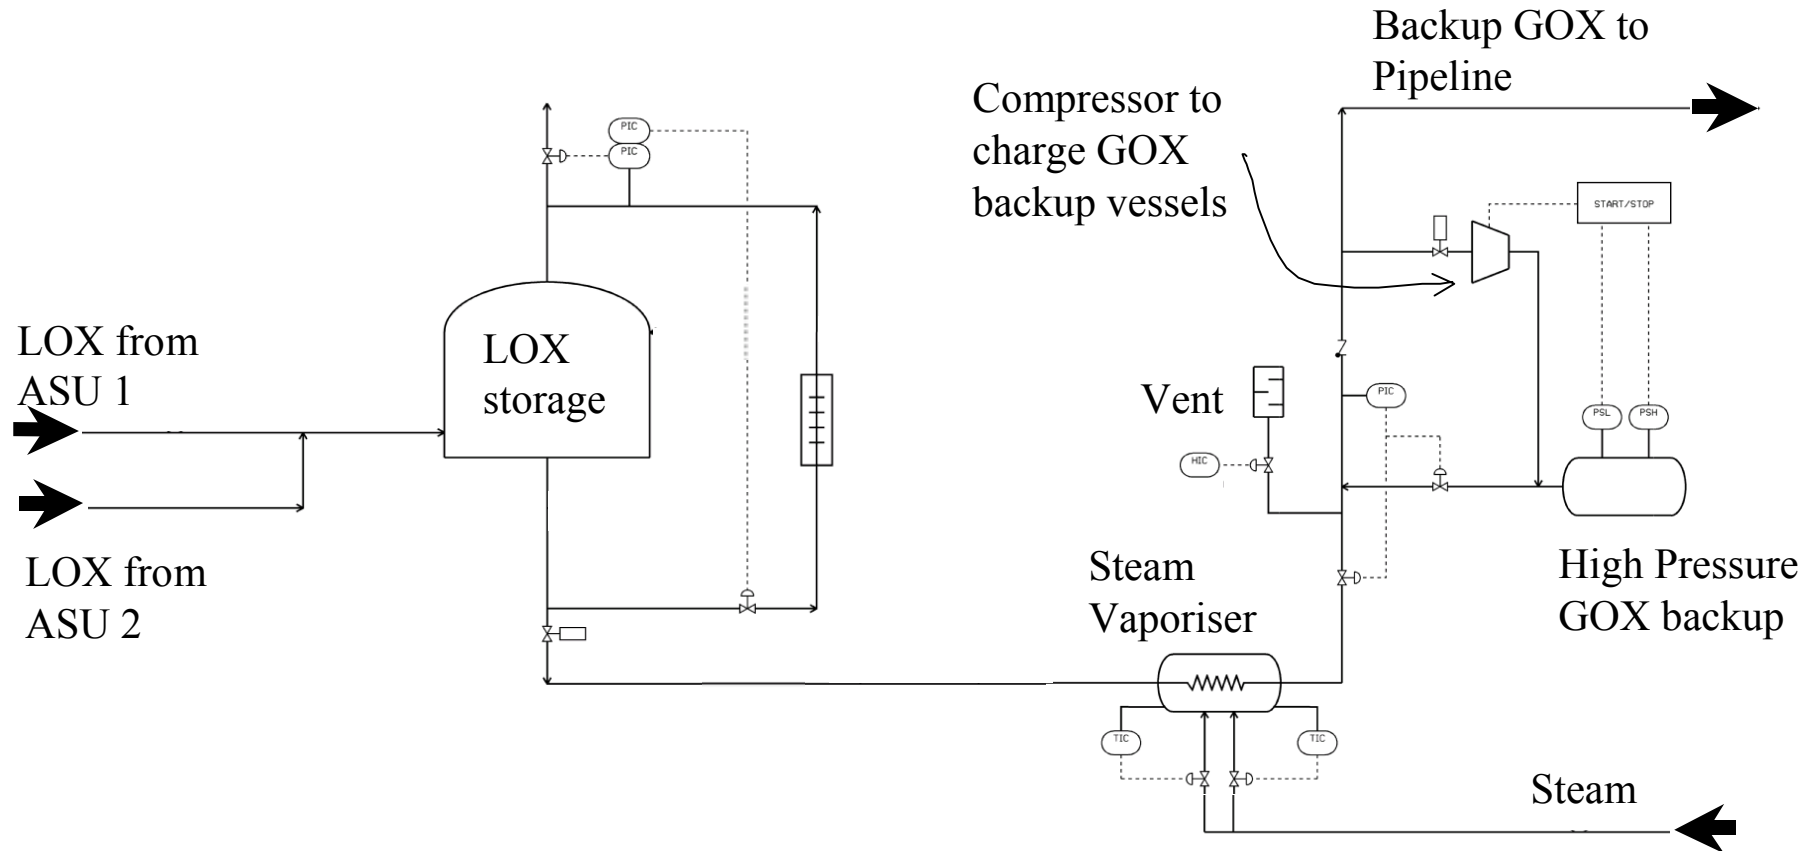 Backup GOX to
Pipeline
Compressor to
charge GOX
backup vessels
PIC
PIC
START/STOP
LOX from
ASU 1
LOX
storage
Vent
PIC
PSL
PSH
HIC
LOX from
ASU 2
Steam
Vaporiser
High Pressure
GOX backup
TIC
TIC
Steam